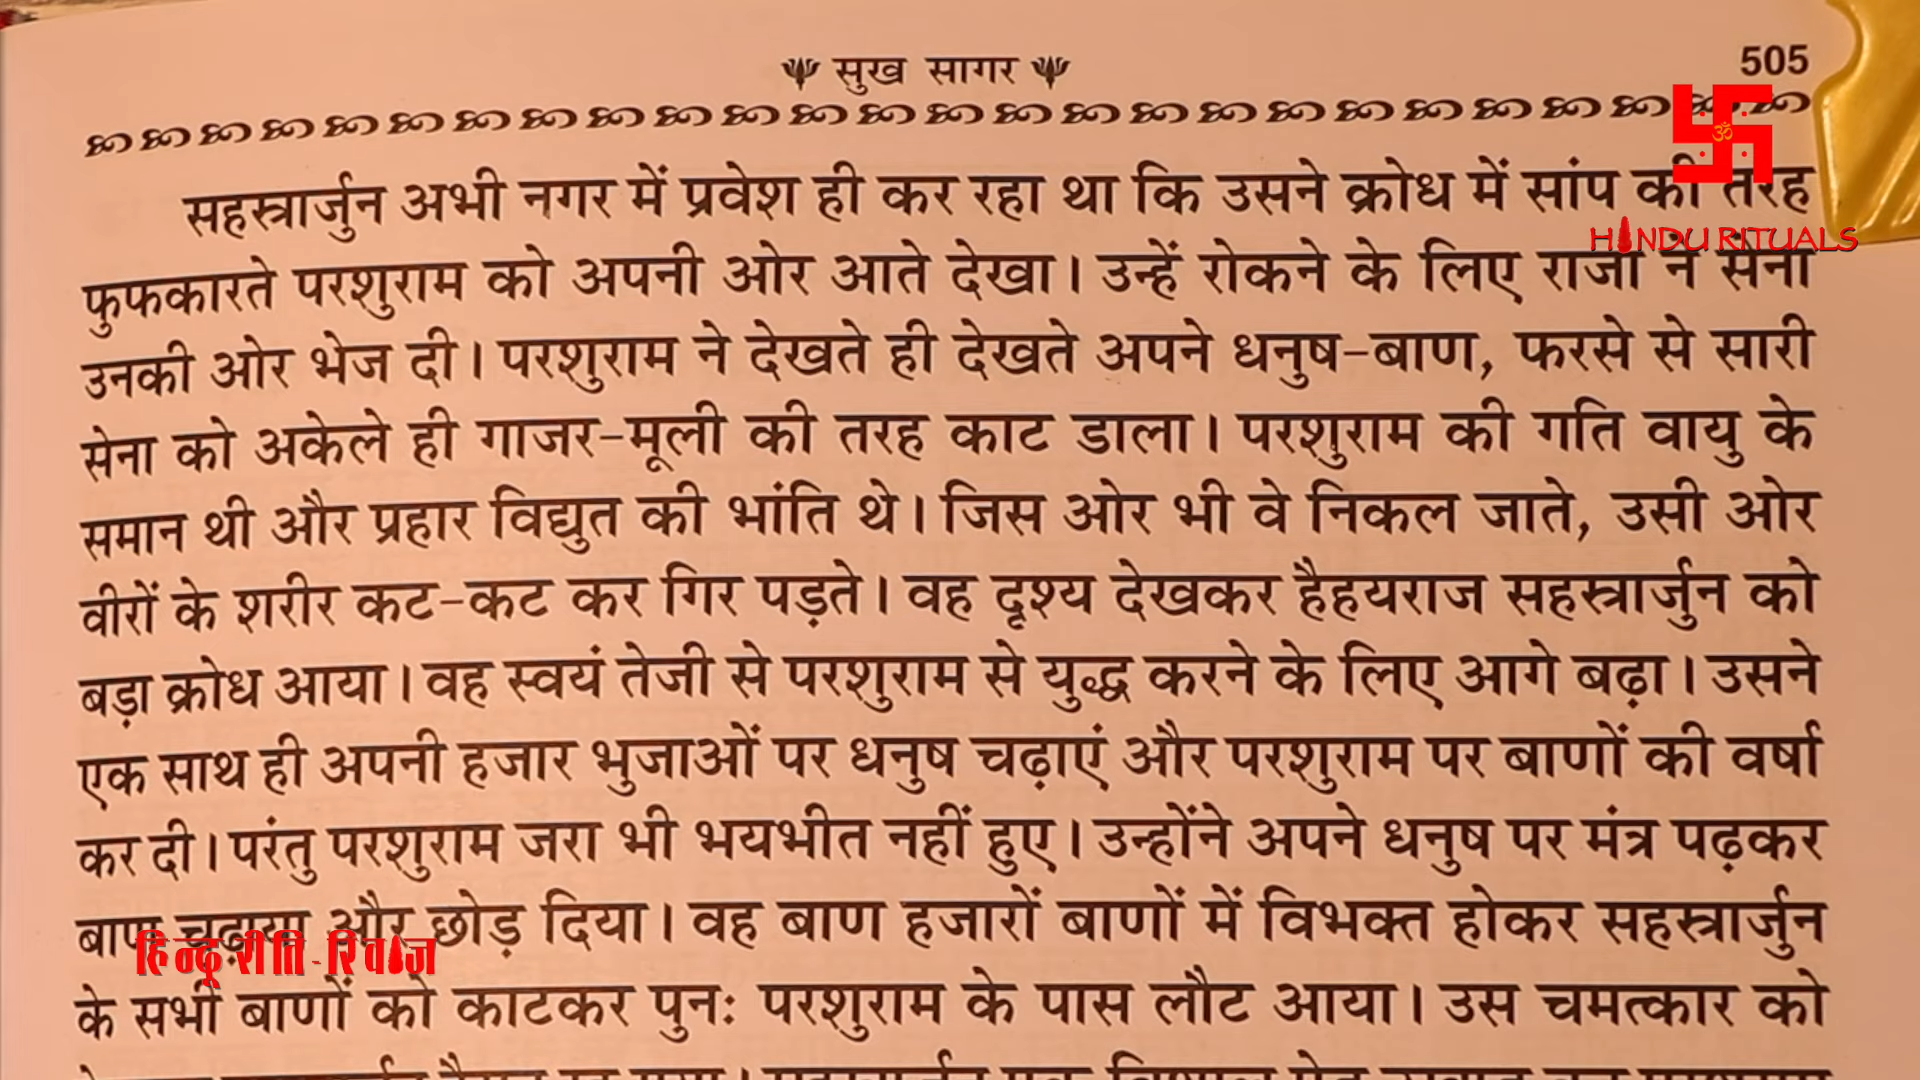 सुख सागर
505
सहस्त्रार्जुन अभी नगर में प्रवेश ही कर रहा था कि उसने क्रोध में सांप की तरह
HINDU RITUALS
फुफकारते परशुराम को अपनी ओर आते देखा। उन्हें रोकने के लिए राजा ने सेना
उनकी ओर भेज दी। परशुराम ने देखते ही देखते अपने धनुष-बाण, फरसे से सारी
सेना को अकेले ही गाजर-मूली की तरह काट डाला। परशुराम की गति वायु के
समान थी और प्रहार विद्युत की भांति थे। जिस ओर भी वे निकल जाते, उसी ओर
वीरों के शरीर कट-कट कर गिर पड़ते। वह दृश्य देखकर हैहयराज सहस्त्रार्जुन को
बड़ा क्रोध आया। वह स्वयं तेजी से परशुराम से युद्ध करने के लिए आगे बढ़ा। उसने
एक साथ ही अपनी हजार भुजाओं पर धनुष चढ़ाएं और परशुराम पर बाणों की वर्षा
कर दी। परंतु परशुराम जरा भी भयभीत नहीं हुए। उन्होंने अपने धनुष पर मंत्र पढ़कर
बाण चढ़ाया और छोड़ दिया। वह बाण हजारों बाणों में विभक्त होकर सहस्त्रार्जुन
हिन्दू रीति-रिवाज
के सभी बाणों को काटकर पुनः परशुराम के पास लौट आया। उस चमत्कार को